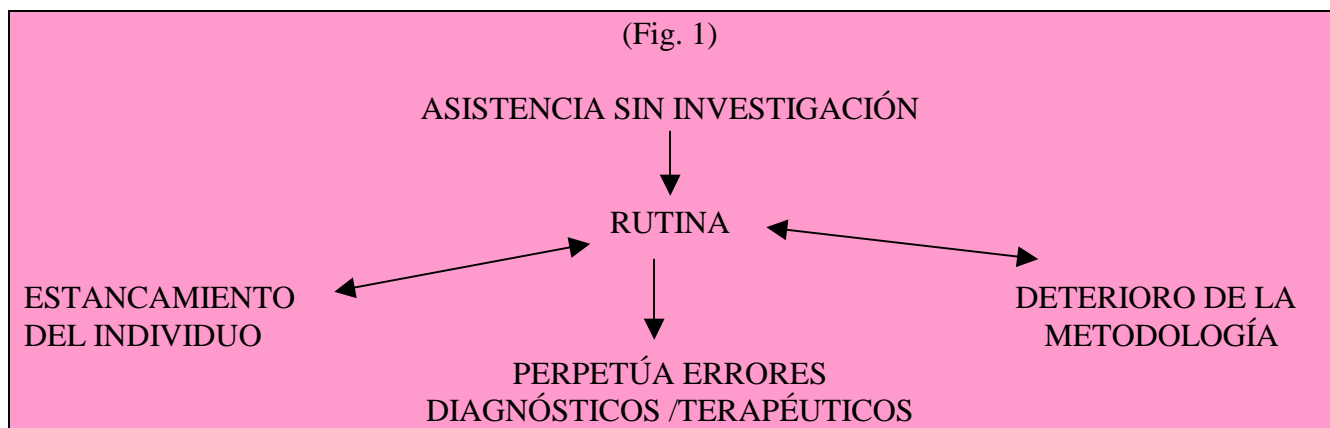 (Fig. 1)
ASISTENCIA SIN INVESTIGACIÓN
RUTINA
ESTANCAMIENTO
DEL INDIVIDUO
DETERIORO DE LA
METODOLOGÍA
PERPETÚA ERRORES
DIAGNÓSTICOS /TERAPÉUTICOS